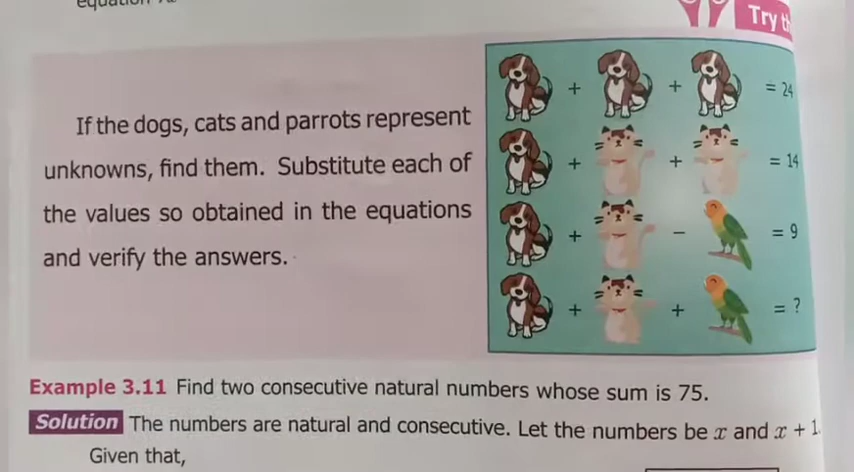 Try
If the dogs, cats and parrots represent
unknowns, find them. Substitute each of
the values so obtained in the equations
and verify the answers.
+ + = 24
+ + = 14
+ − = 9
+ + = ?
Example 3.11 Find two consecutive natural numbers whose sum is 75.
Solution The numbers are natural and consecutive. Let the numbers be x and x + 1.
Given that,